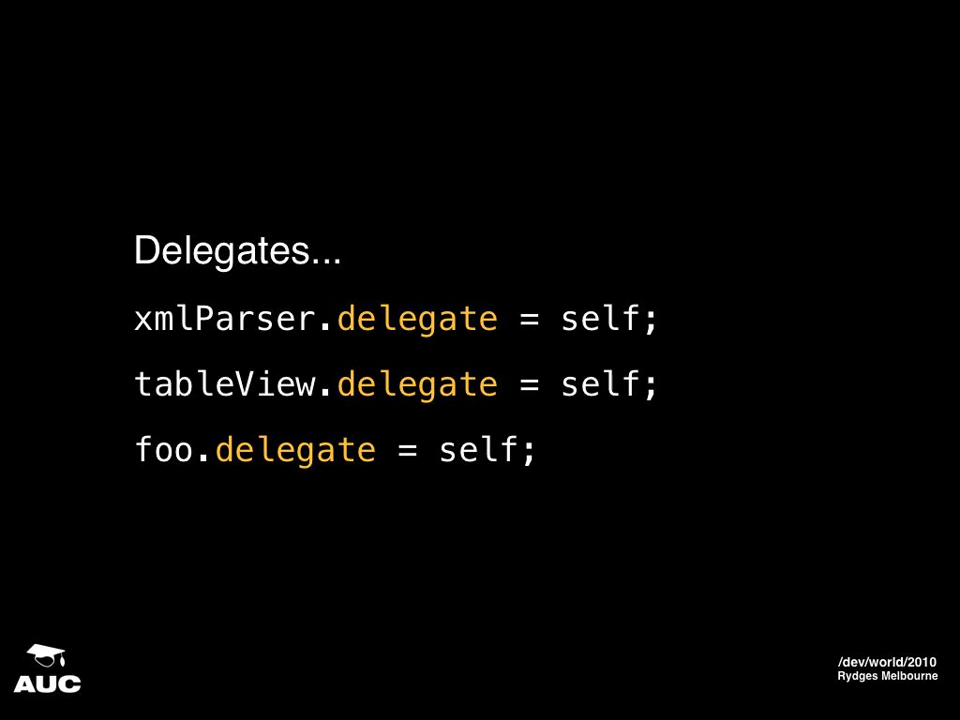 Delegates...
xmlParser.delegate = self;
tableView.delegate = self;
foo.delegate = self;
AUC
/dev/world/2010
Rydges Melbourne